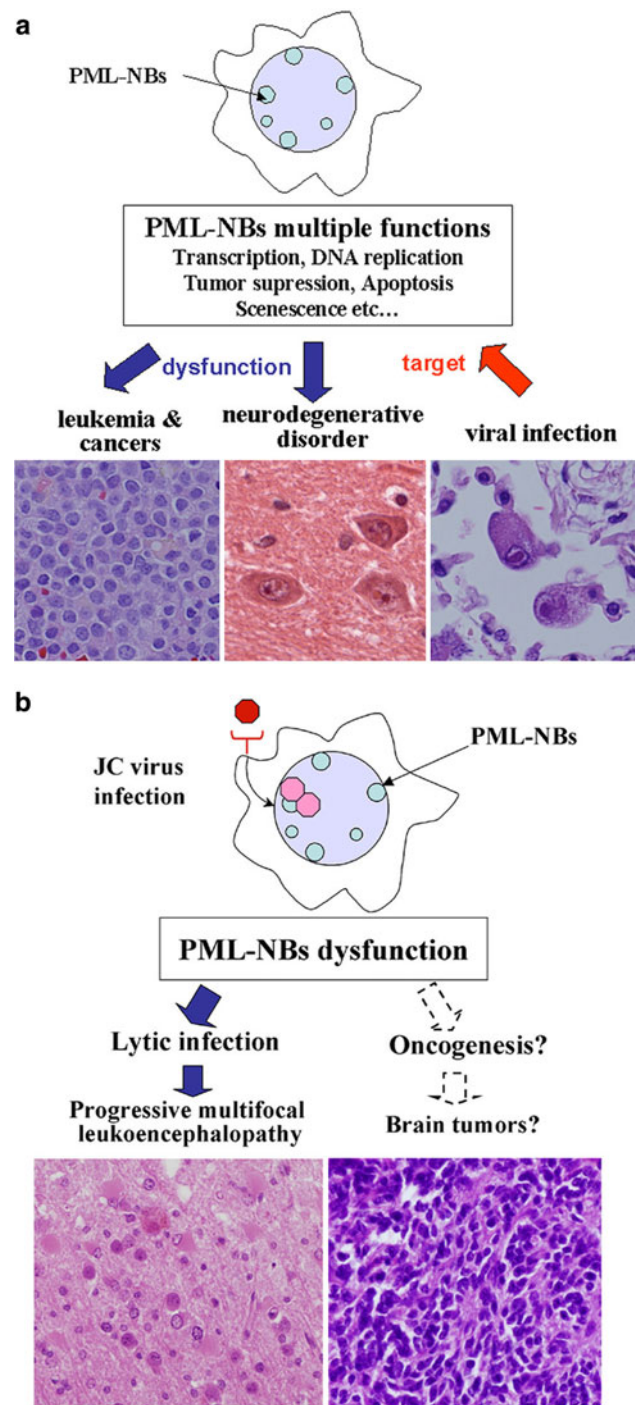 a
PML-NBs
PML-NBs multiple functions
Transcription, DNA replication
Tumor supression, Apoptosis
Scenescence etc...
dysfunction
target
leukemia &
cancers
neurodegenerative
disorder
viral infection
b
JC virus
infection
PML-NBs
PML-NBs dysfunction
Lytic infection
Oncogenesis?
Progressive multifocal
leukoencephalopathy
Brain tumors?